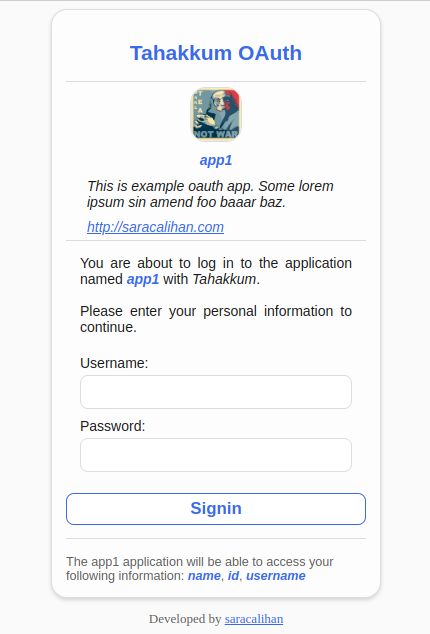 Tahakkum OAuth
TEA
NOT WAR
app1
This is example oauth app. Some lorem
ipsum sin amend foo baaar baz.
http://saracalihan.com
You are about to log in to the application
named app1 with Tahakkum.
Please enter your personal information to
continue.
Username:
Password:
Signin
The app1 application will be able to access your
following information: name, id, username
Developed by saracalihan